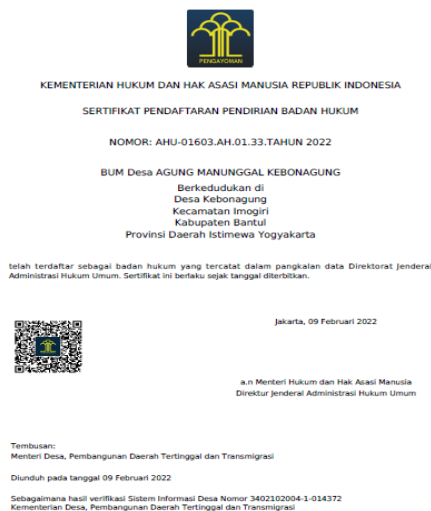 PENGAYOMAN
KEMENTERIAN HUKUM DAN HAK ASASI MANUSIA REPUBLIK INDONESIA
SERTIFIKAT PENDAFTARAN PENDIRIAN BADAN HUKUM
NOMOR: AHU-01603.AH.01.33.TAHUN 2022
BUM Desa AGUNG MANUNGGAL KEBONAGUNG
Berkedudukan di
Desa Kebonagung
Kecamatan Imogiri
Kabupaten Bantul
Provinsi Daerah Istimewa Yogyakarta
telah terdaftar sebagai badan hukum yang tercatat dalam pangkalan data Direktorat Jenderal
Administrasi Hukum Umum. Sertifikat ini berlaku sejak tanggal diterbitkan.
Jakarta, 09 Februari 2022
a.n Menteri Hukum dan Hak Asasi Manusia
Direktur Jenderal Administrasi Hukum Umum
Tembusan:
Menteri Desa, Pembangunan Daerah Tertinggal dan Transmigrasi
Diunduh pada tanggal 09 Februari 2022
Sebagaimana hasil verifikasi Sistem Informasi Desa Nomor 3402102004-1-014372
Kementerian Desa, Pembangunan Daerah Tertinggal dan Transmigrasi